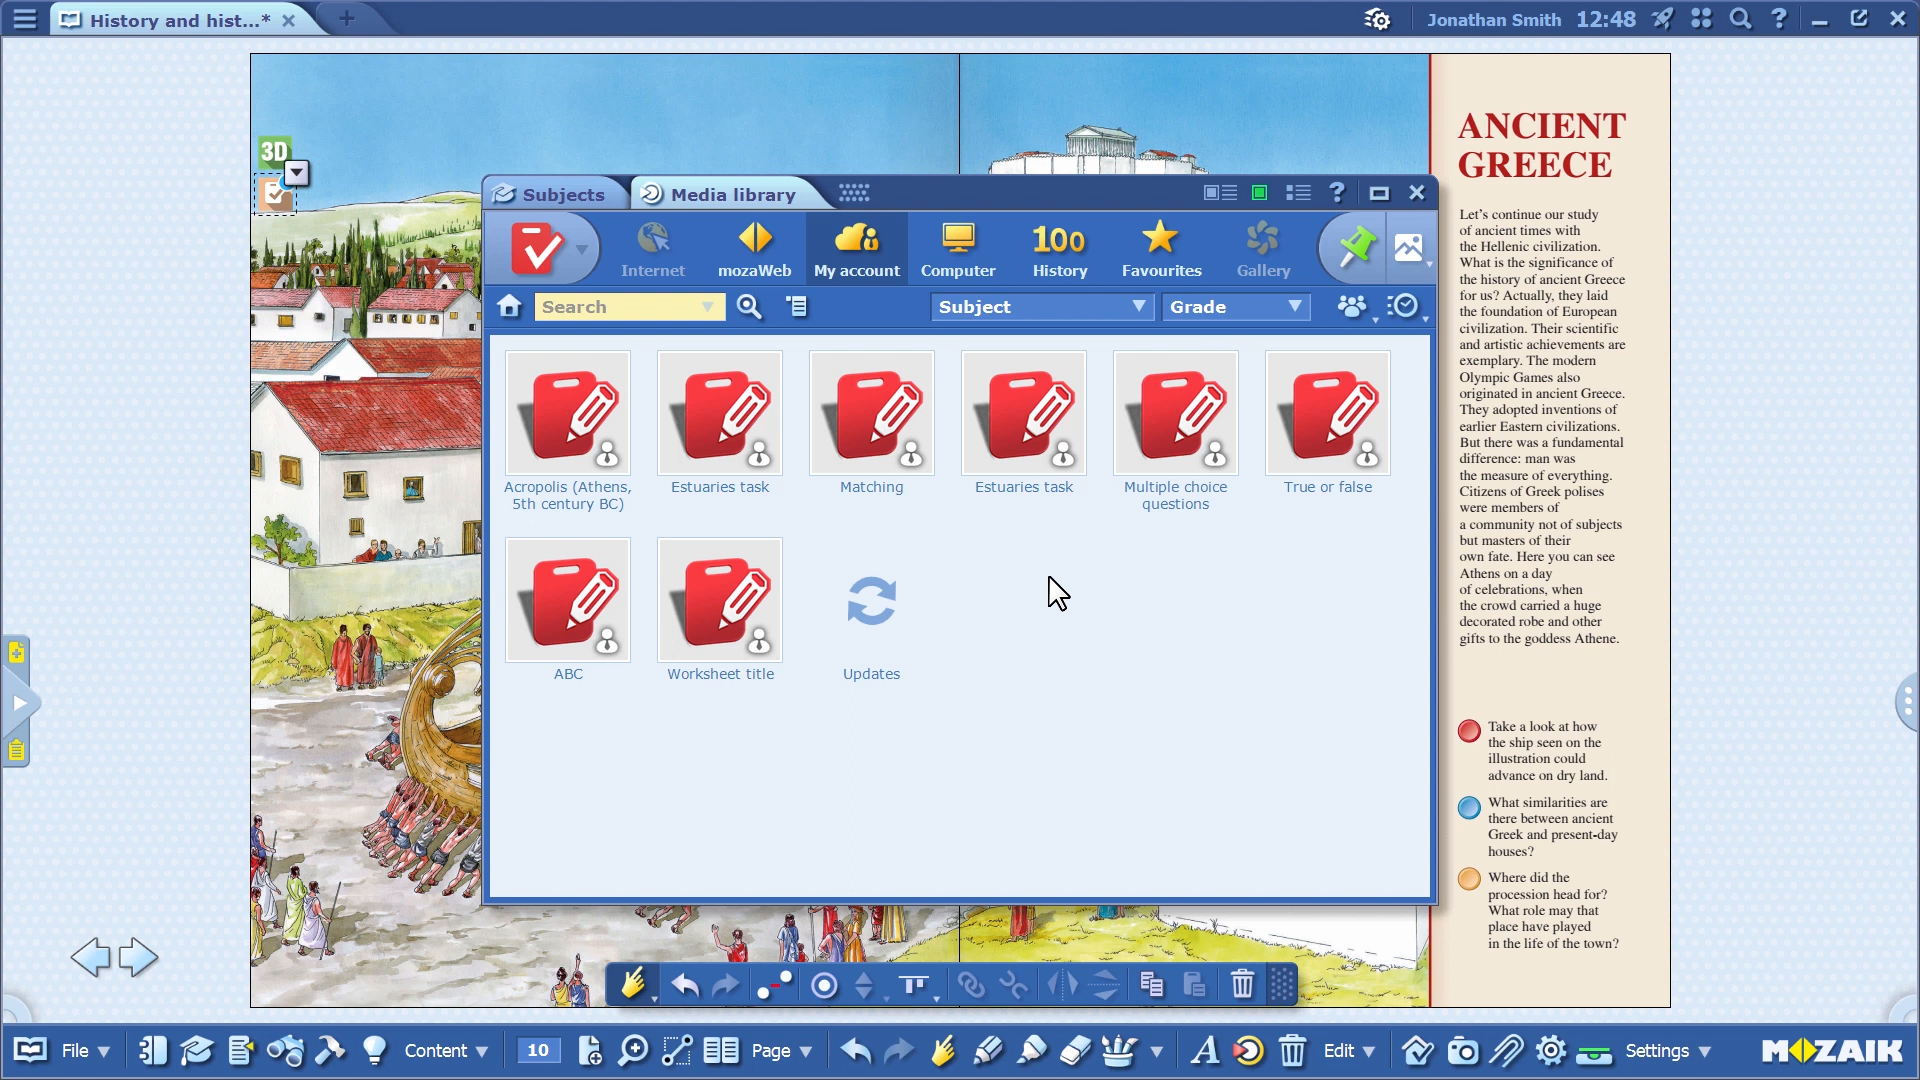 History and hist...*
Jonathan Smith 12:48
3D
Subjects
Media library
Internet
mozaWeb
My account
Computer
100
History
Favourites
Gallery
Search
Subject
Grade
Acropolis (Athens,
5th century BC)
Estuaries task
Matching
Estuaries task
Multiple choice
questions
True or false
ABC
Worksheet title
Updates
ANCIENT
GREECE
Let's continue our study
of ancient times with
the Hellenic civilization.
What is the significance of
the history of ancient Greece
for us? Actually, they laid
the foundation of European
civilization. Their scientific
and artistic achievements are
exemplary. The modern
Olympic Games also
originated in ancient Greece.
They adopted inventions of
earlier Eastern civilizations.
But there was a fundamental
difference: man was
the measure of everything.
Citizens of Greek polises
were members of
a community not of subjects
but masters of their
own fate. Here you can see
Athens on a day
of celebrations, when
the crowd carried a huge
decorated robe and other
gifts to the goddess Athene.
Take a look at how
the ship seen on the
illustration could
advance on dry land.
What similarities are
there between ancient
Greek and present-day
houses?
Where did the
procession head for?
What role may that
place have played
in the life of the town?
File
Content
10
Page
Edit
Settings
MOZAIK